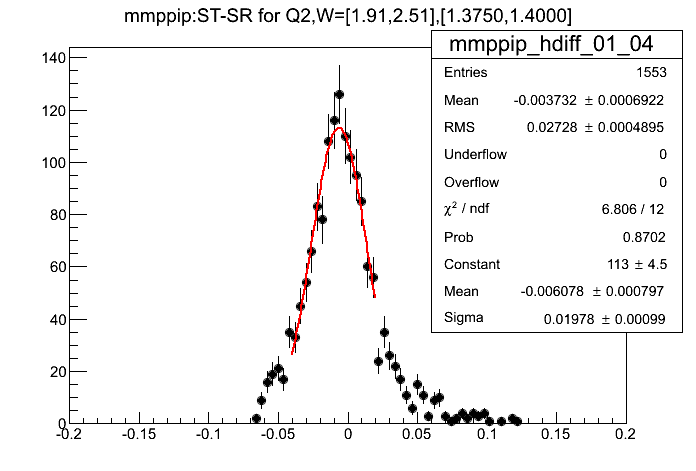 mmppip:ST-SR for Q2,W=[1.91,2.51],[1.3750,1.4000]
mmppip_hdiff_01_04
Entries 1553
Mean -0.003732 ± 0.0006922
RMS 0.02728 ± 0.0004895
Underflow 0
Overflow 0
χ² / ndf 6.806 / 12
Prob 0.8702
Constant 113 ± 4.5
Mean -0.006078 ± 0.000797
Sigma 0.01978 ± 0.00099
140
120
100
80
60
40
20
0
-0.2 -0.15 -0.1 -0.05 0 0.05 0.1 0.15 0.2